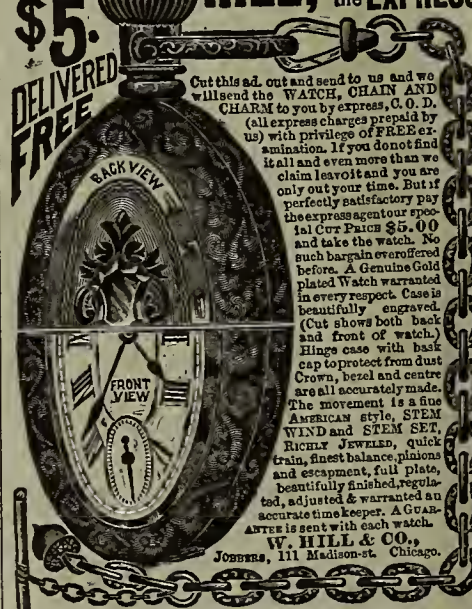 $5.
HILL, the EXPRESS
DELIVERED
FREE
BACK VIEW
FRONT
VIEW
Cut this ad. out and send to us and we
will send the WATCH, CHAIN AND
CHARM to you by express, C. O. D.
(all express charges prepaid by
us) with privilege of FREE ex-
amination. If you do not find
it all and even more than we
claim leave it and you are
only out your time. But if
perfectly satisfactory pay
the express agent our spec-
ial CUT PRICE $5.00
and take the watch. No
such bargain ever offered
before. A Genuine Gold
plated Watch warranted
in every respect. Case is
beautifully engraved.
(Cut shows both back
and front of watch.)
Hinge case with bask
cap to protect from dust
Crown, bezel and centre
are all accurately made.
The movement is a fine
AMERICAN style, STEM
WIND and STEM SET,
RICHLY JEWELED, quick
train, finest balance, pinions
and escapment, full plate,
beautifully finished, regula-
ted, adjusted & warranted an
accurate timekeeper. A GUAR-
ANTEE is sent with each watch.
W. HILL & CO.,
JOBBERS, 111 Madison-st. Chicago.